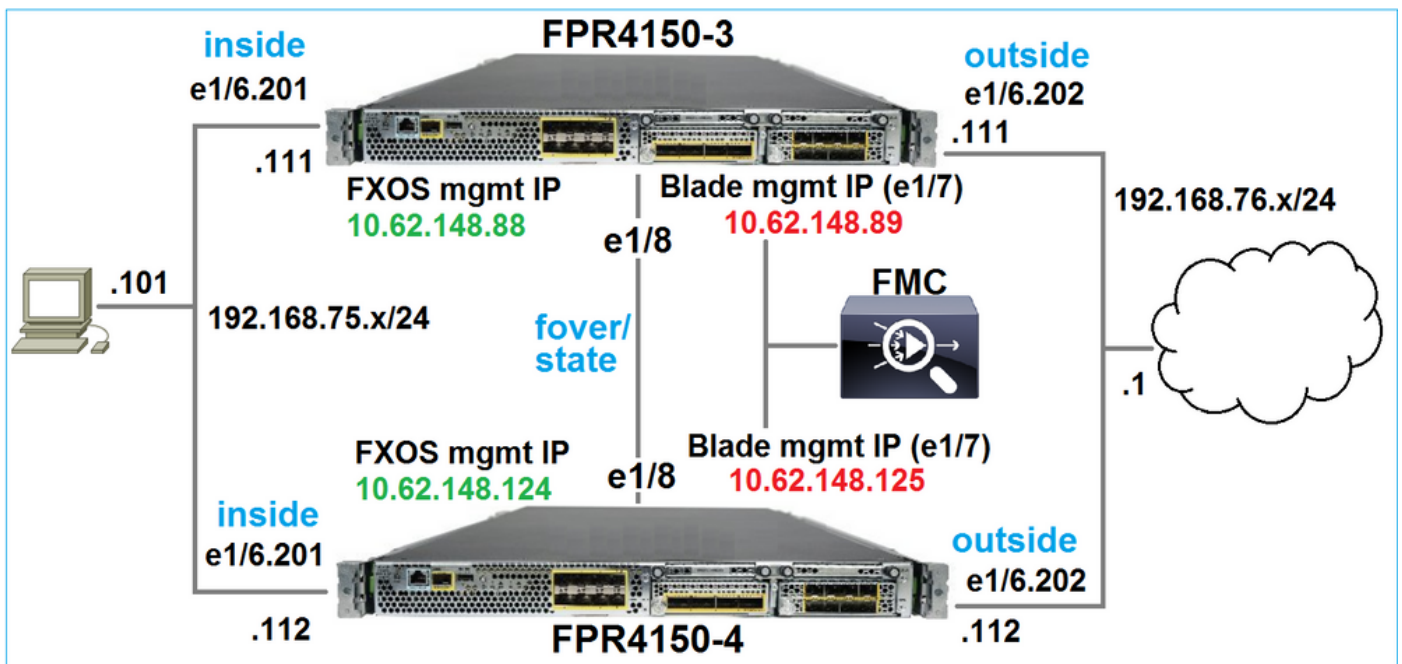 FPR4150-3
inside
e1/6.201
outside
e1/6.202
.111
.111
FXOS mgmt IP
10.62.148.88
Blade mgmt IP (e1/7)
10.62.148.89
192.168.76.x/24
e1/8
.101
192.168.75.x/24
FMC
fover/
state
.1
FXOS mgmt IP
10.62.148.124
e1/8
Blade mgmt IP (e1/7)
10.62.148.125
inside
e1/6.201
outside
e1/6.202
.112
.112
FPR4150-4